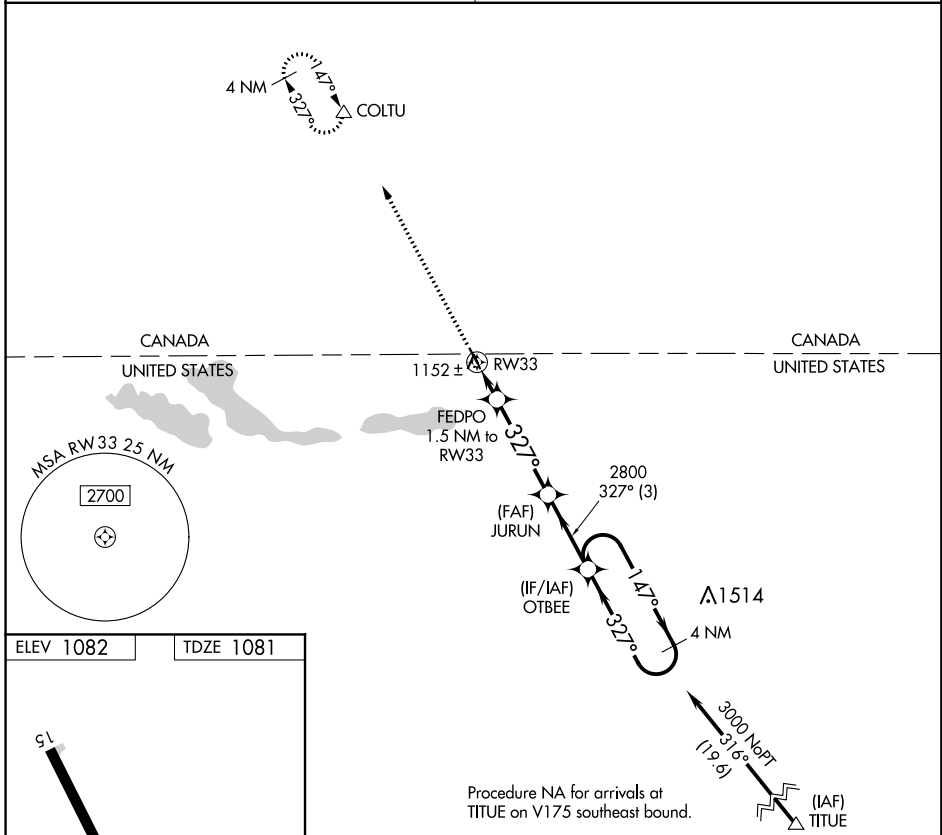 4 NM
147°
327°
COLTU
CANADA
UNITED STATES
CANADA
UNITED STATES
1152 ±
RW33
FEDPO
1.5 NM to
RW33
327°
MSA RW33 25 NM
2700
2800
327° (3)
(FAF)
JURUN
(IF/IAF)
OTBEE
147°
327°
1514
4 NM
ELEV 1082
TDZE 1081
15
3000 NoPT
316°
(19.6)
Procedure NA for arrivals at
TITUE on V175 southeast bound.
(IAF)
TITUE